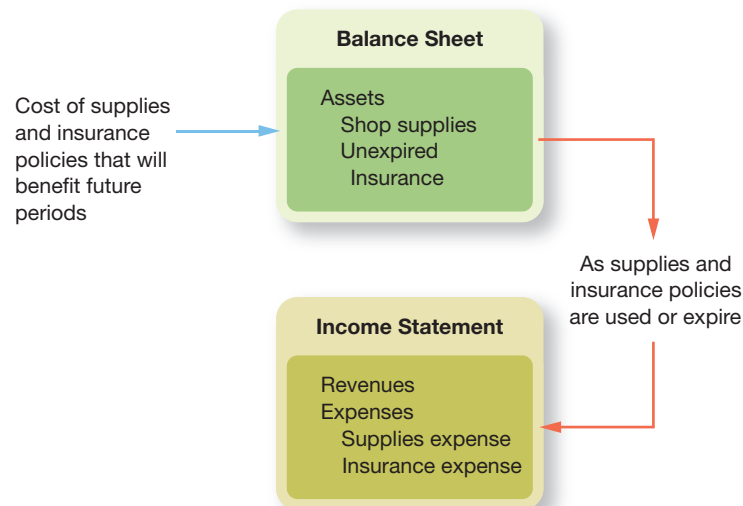 Balance Sheet
Cost of supplies
and insurance
policies that will
benefit future
periods
Assets
Shop supplies
Unexpired
Insurance
As supplies and
insurance policies
are used or expire
Income Statement
Revenues
Expenses
Supplies expense
Insurance expense